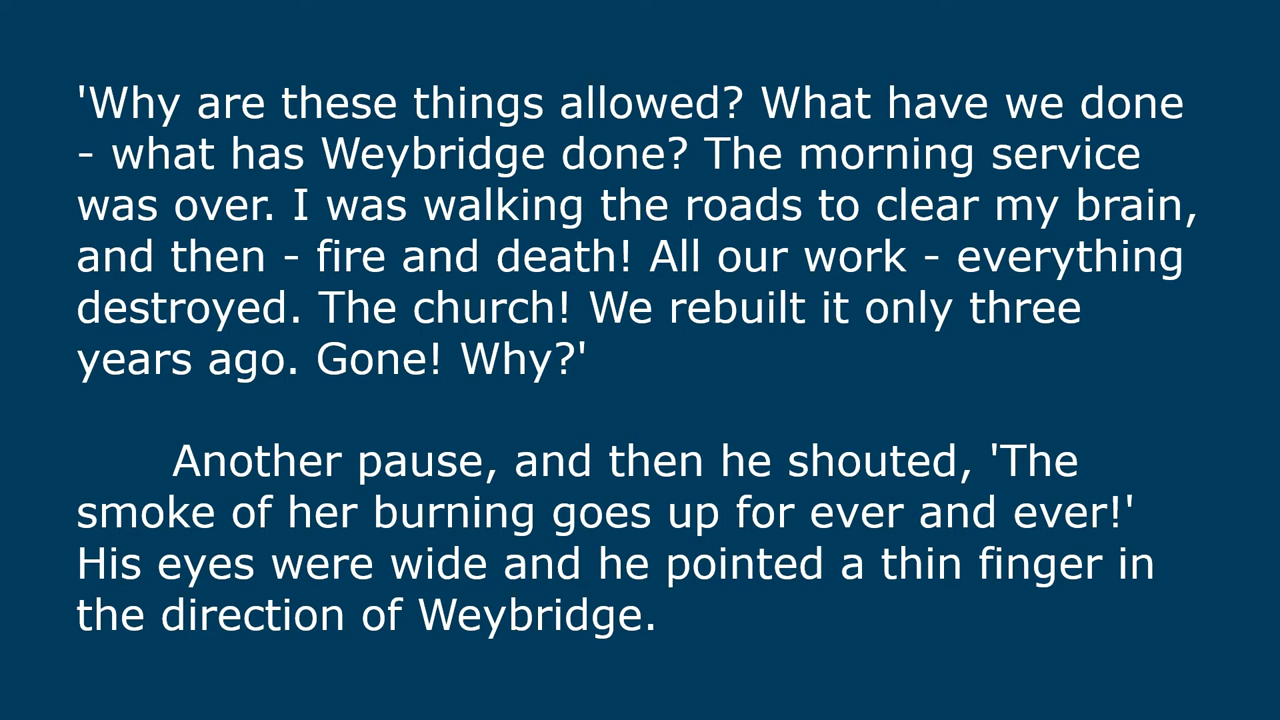 'Why are these things allowed? What have we done
- what has Weybridge done? The morning service
was over. I was walking the roads to clear my brain,
and then - fire and death! All our work - everything
destroyed. The church! We rebuilt it only three
years ago. Gone! Why?'
Another pause, and then he shouted, 'The
smoke of her burning goes up for ever and ever!'
His eyes were wide and he pointed a thin finger in
the direction of Weybridge.